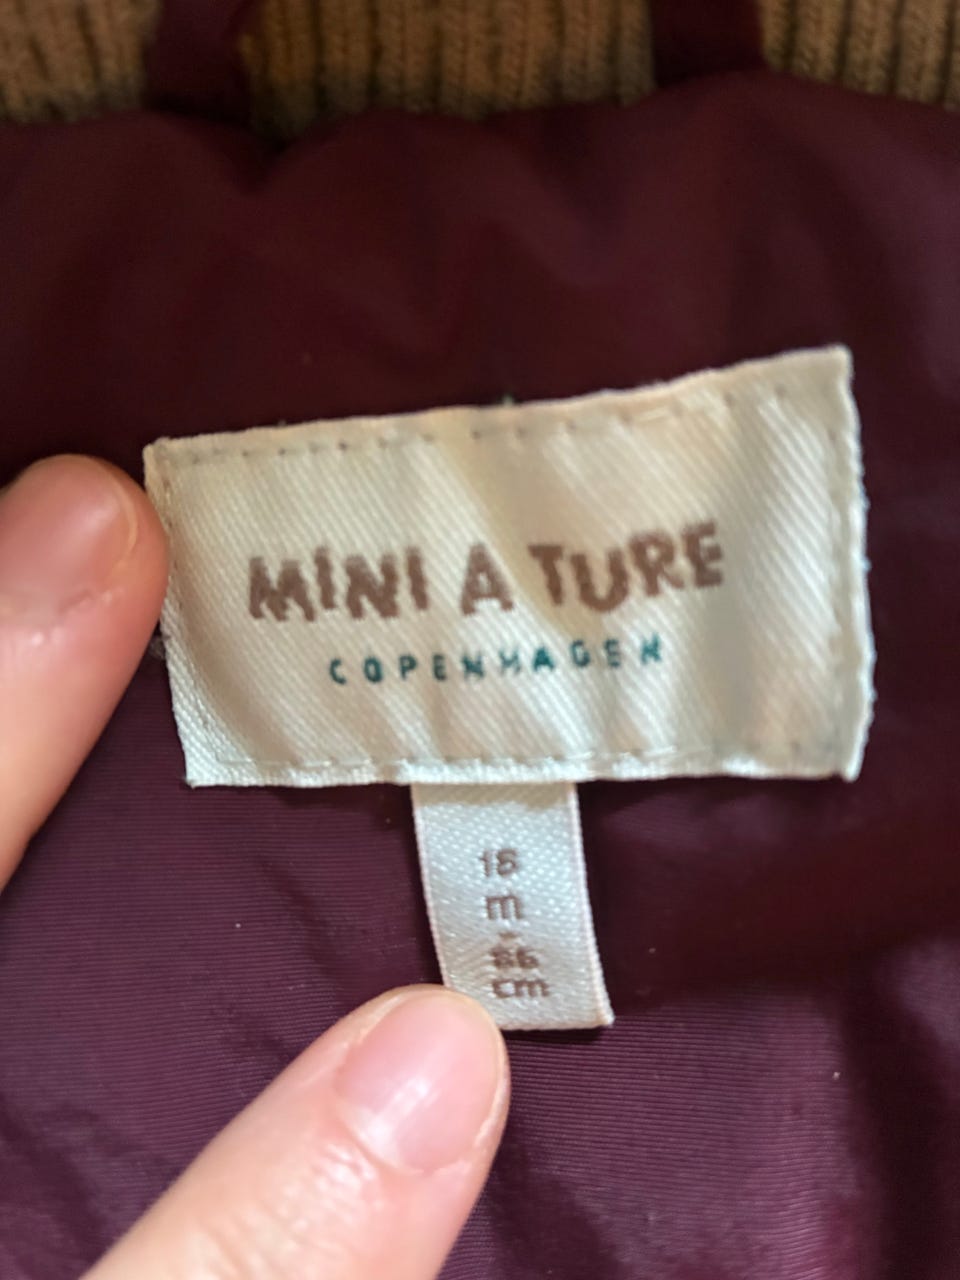 MINI A TURE
COPENHAGEN
18
m
-
86
cm